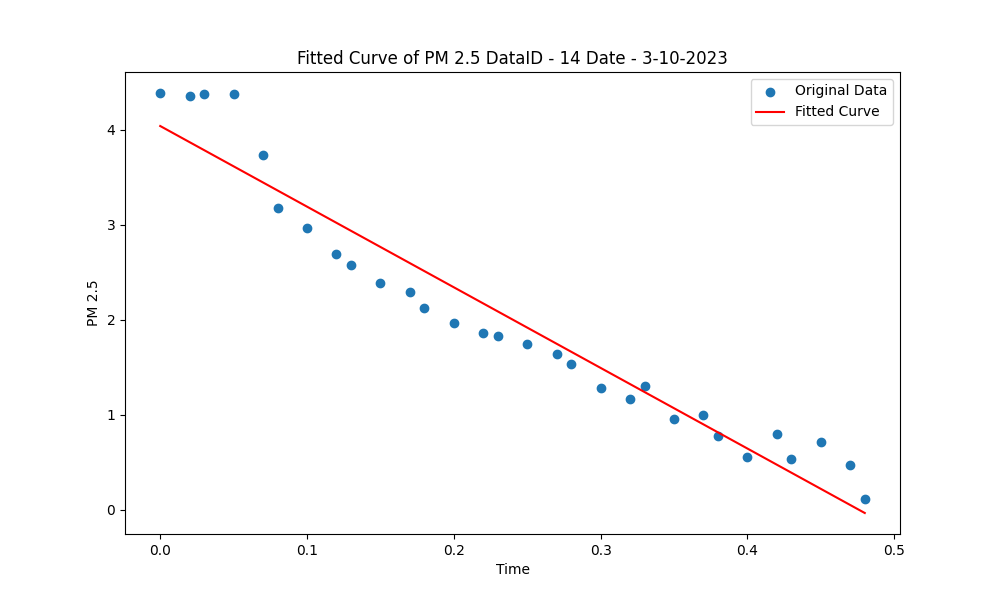 Fitted Curve of PM 2.5 DataID - 14 Date - 3-10-2023
Original Data
Fitted Curve
PM 2.5
4
3
2
1
0
0.0 0.1 0.2 0.3 0.4 0.5
Time